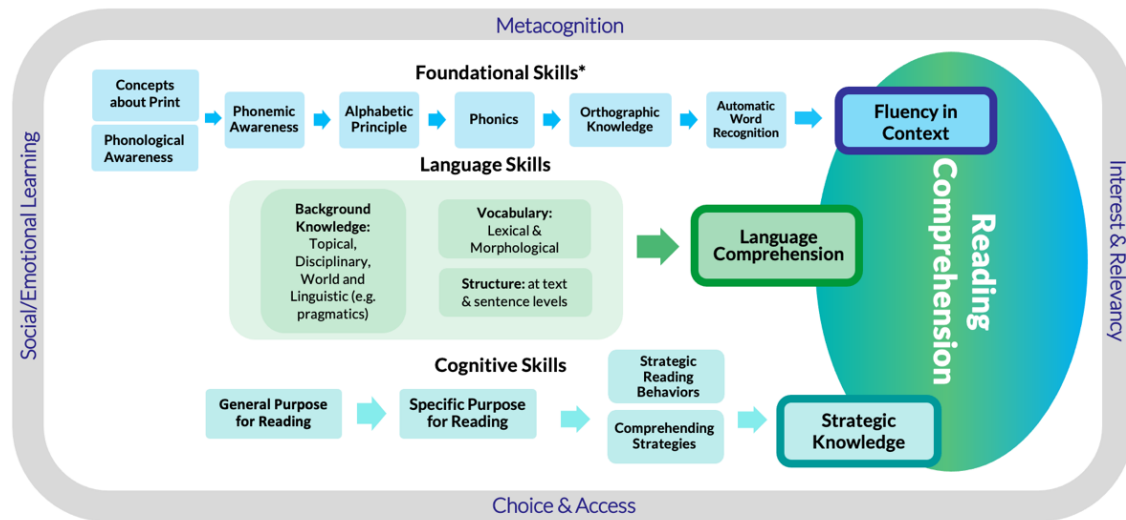 Metacognition
Foundational Skills*
Concepts
about Print
Phonological
Awareness
Phonemic
Awareness
Alphabetic
Principle
Phonics
Orthographic
Knowledge
Automatic
Word
Recognition
Fluency in
Context
Language Skills
Background
Knowledge:
Topical,
Disciplinary,
World and
Linguistic (e.g.
pragmatics)
Vocabulary:
Lexical &
Morphological
Structure: at text
& sentence levels
Language
Comprehension
Cognitive Skills
General Purpose
for Reading
Specific Purpose
for Reading
Strategic
Reading
Behaviors
Comprehending
Strategies
Strategic
Knowledge
Reading
Comprehension
Social/Emotional Learning
Interest & Relevancy
Choice & Access